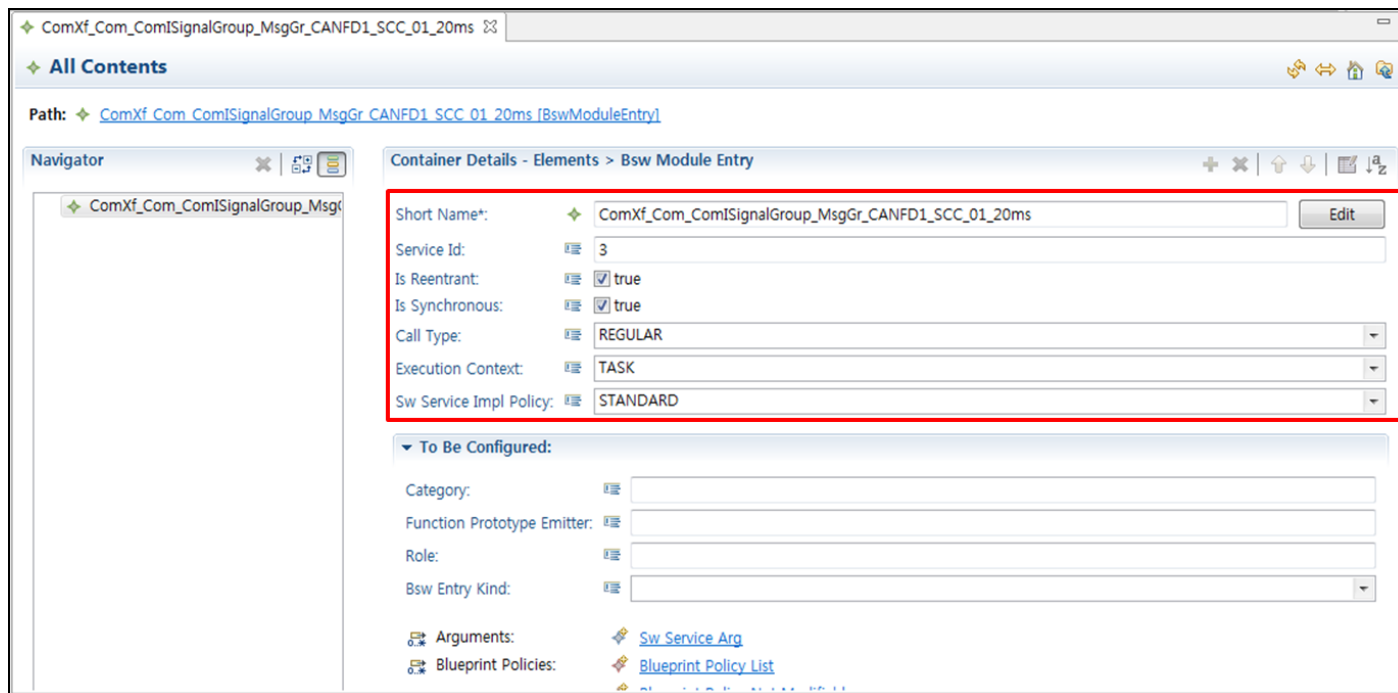 ComXf_Com_ComISignalGroup_MsgGr_CANFD1_SCC_01_20ms
All Contents
Path: ComXf_Com_ComISignalGroup_MsgGr_CANFD1_SCC_01_20ms [BswModuleEntry]
Navigator
ComXf_Com_ComISignalGroup_MsgG
Container Details - Elements > Bsw Module Entry
Short Name*: ComXf_Com_ComISignalGroup_MsgGr_CANFD1_SCC_01_20ms Edit
Service Id: 3
Is Reentrant: true
Is Synchronous: true
Call Type: REGULAR
Execution Context: TASK
Sw Service Impl Policy: STANDARD
To Be Configured:
Category:
Function Prototype Emitter:
Role:
Bsw Entry Kind:
Arguments: Sw Service Arg
Blueprint Policies: Blueprint Policy List